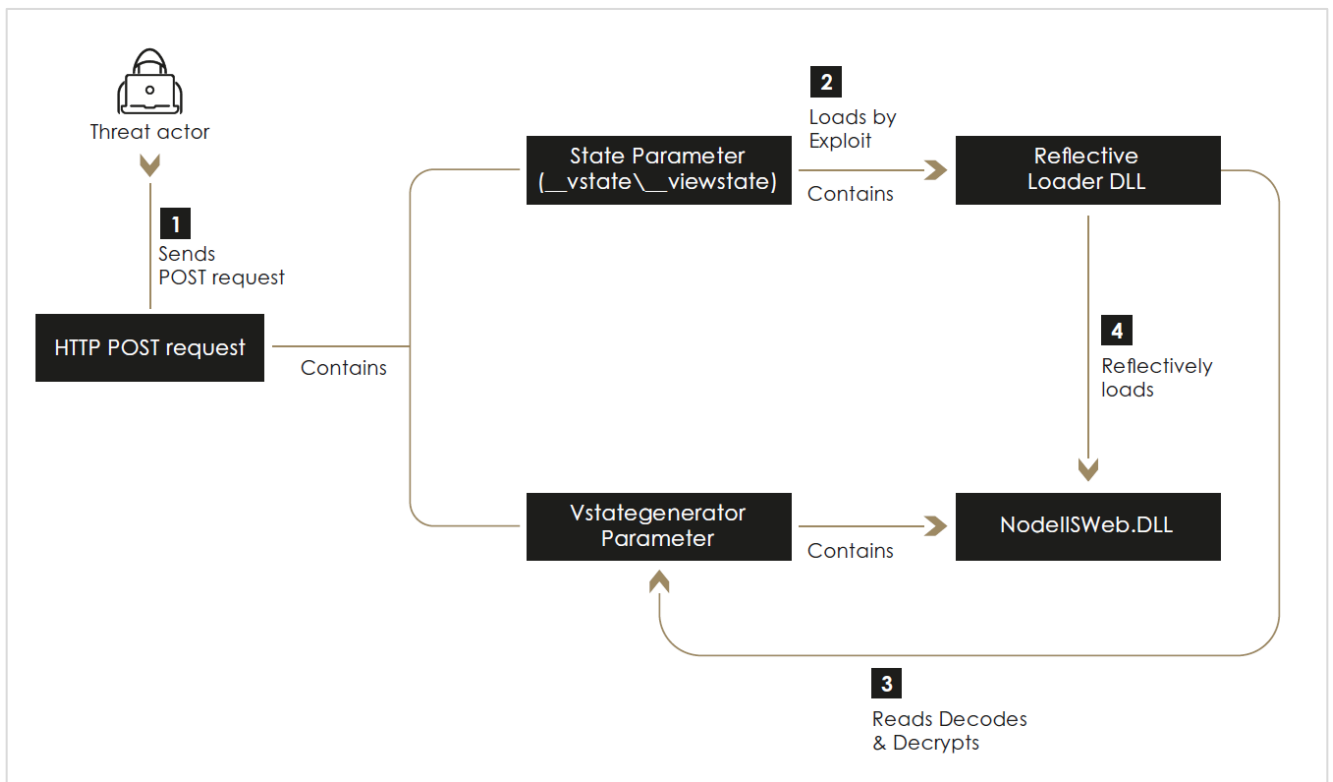 Threat actor
1
Sends
POST request
HTTP POST request
Contains
State Parameter
(__vstate\__viewstate)
2
Loads by
Exploit
Contains
Reflective
Loader DLL
4
Reflectively
loads
Vstategenerator
Parameter
Contains
NodeIISWeb.DLL
3
Reads Decodes
& Decrypts